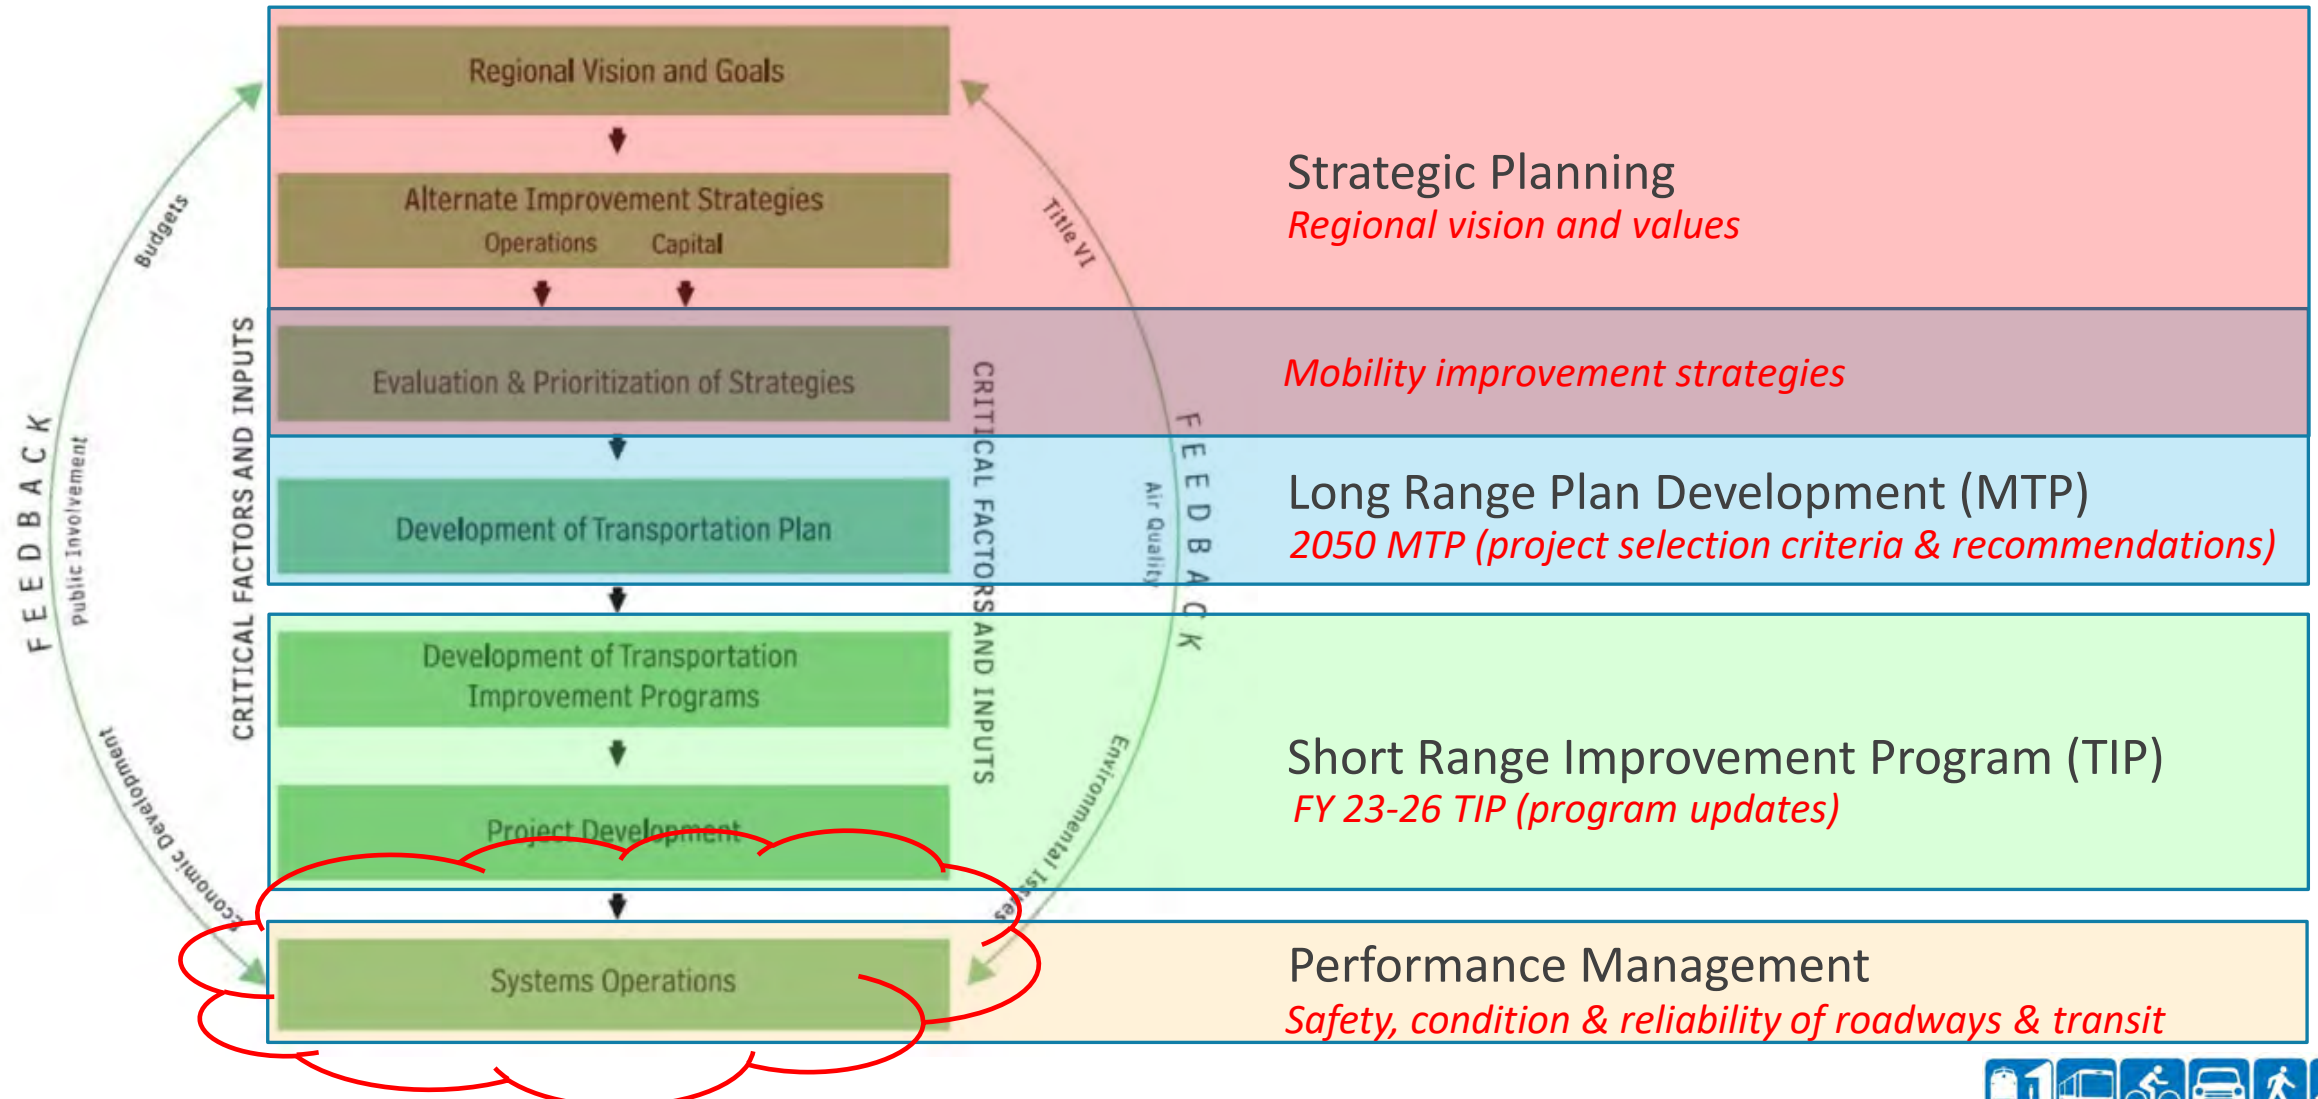 Regional Vision and Goals
Alternate Improvement Strategies
Operations Capital
Evaluation & Prioritization of Strategies
Development of Transportation Plan
Development of Transportation
Improvement Programs
Project Development
Systems Operations
FEEDBACK
Budgets
Public Involvement
Economic Development
CRITICAL FACTORS AND INPUTS
CRITICAL FACTORS AND INPUTS
Title VI
Air Quality
Environmental Issues
FEEDBACK
Strategic Planning
Regional vision and values
Mobility improvement strategies
Long Range Plan Development (MTP)
2050 MTP (project selection criteria & recommendations)
Short Range Improvement Program (TIP)
FY 23-26 TIP (program updates)
Performance Management
Safety, condition & reliability of roadways & transit